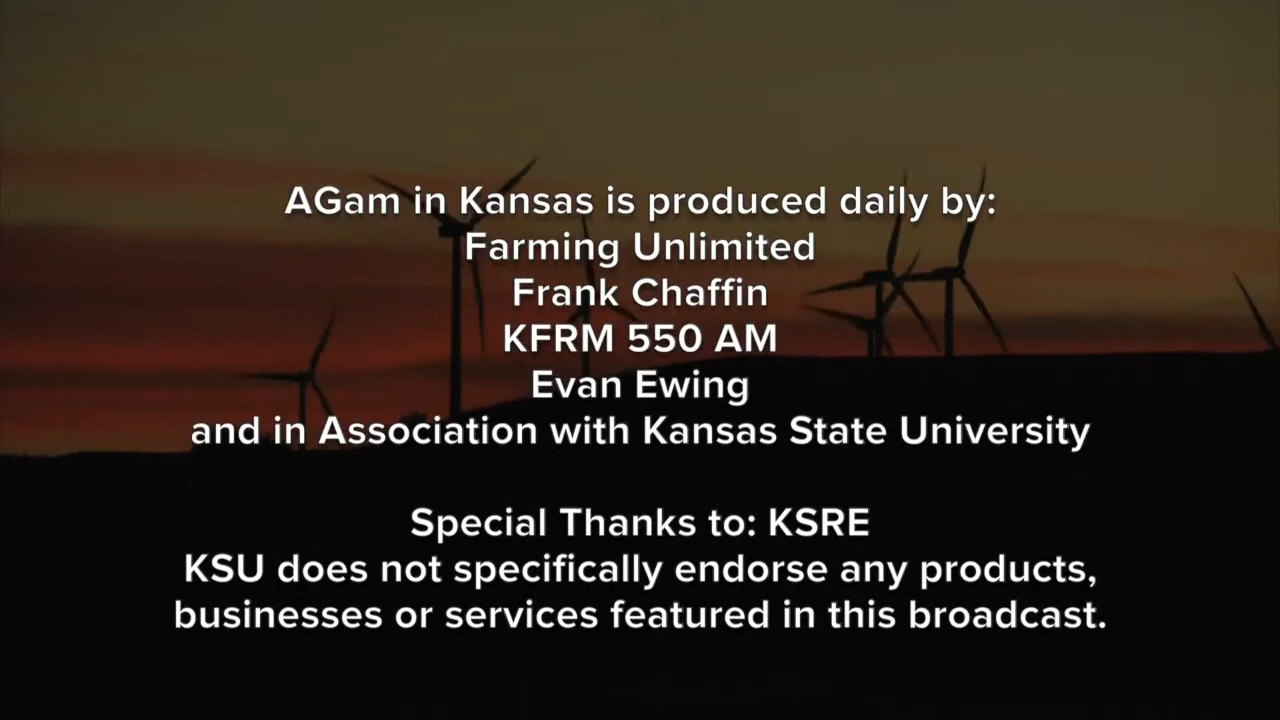 AGam in Kansas is produced daily by:
Farming Unlimited
Frank Chaffin
KFRM 550 AM
Evan Ewing
and in Association with Kansas State University
Special Thanks to: KSRE
KSU does not specifically endorse any products,
businesses or services featured in this broadcast.